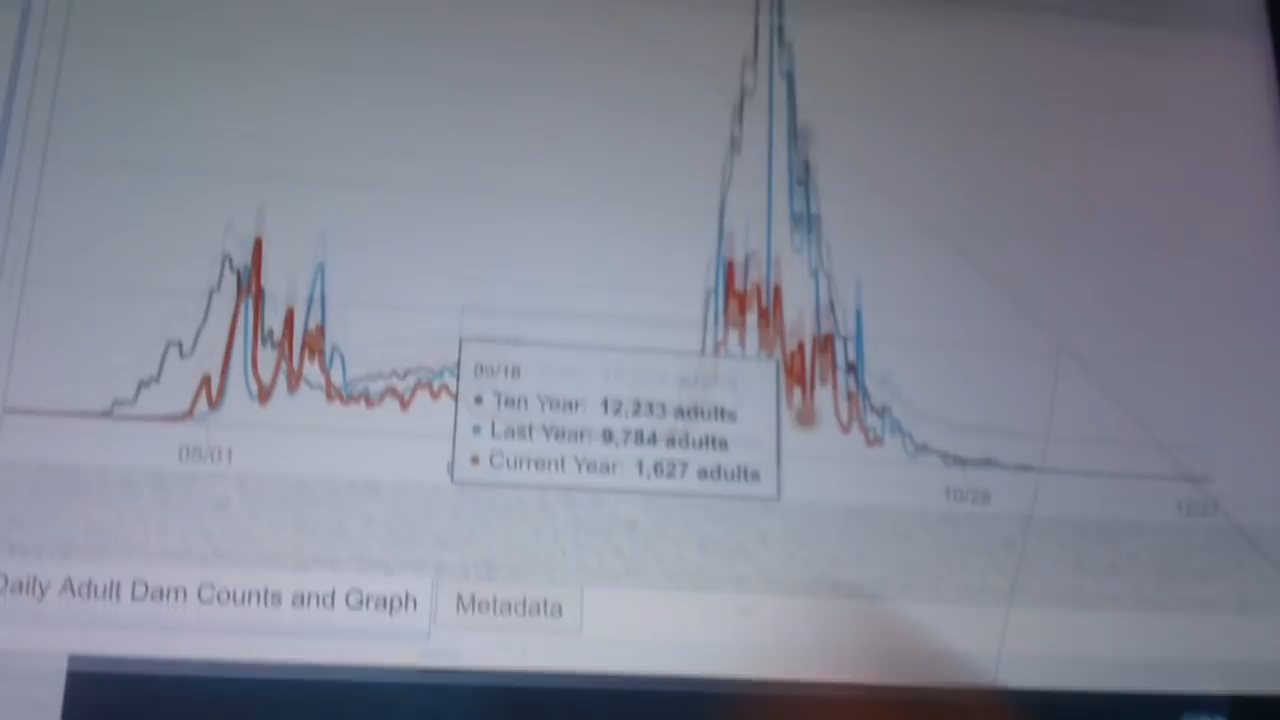 09/18
Ten Year: 12,233 adults
Last Year: 9,784 adults
Current Year: 1,627 adults
05/01
10/28
Daily Adult Dam Counts and Graph
Metadata